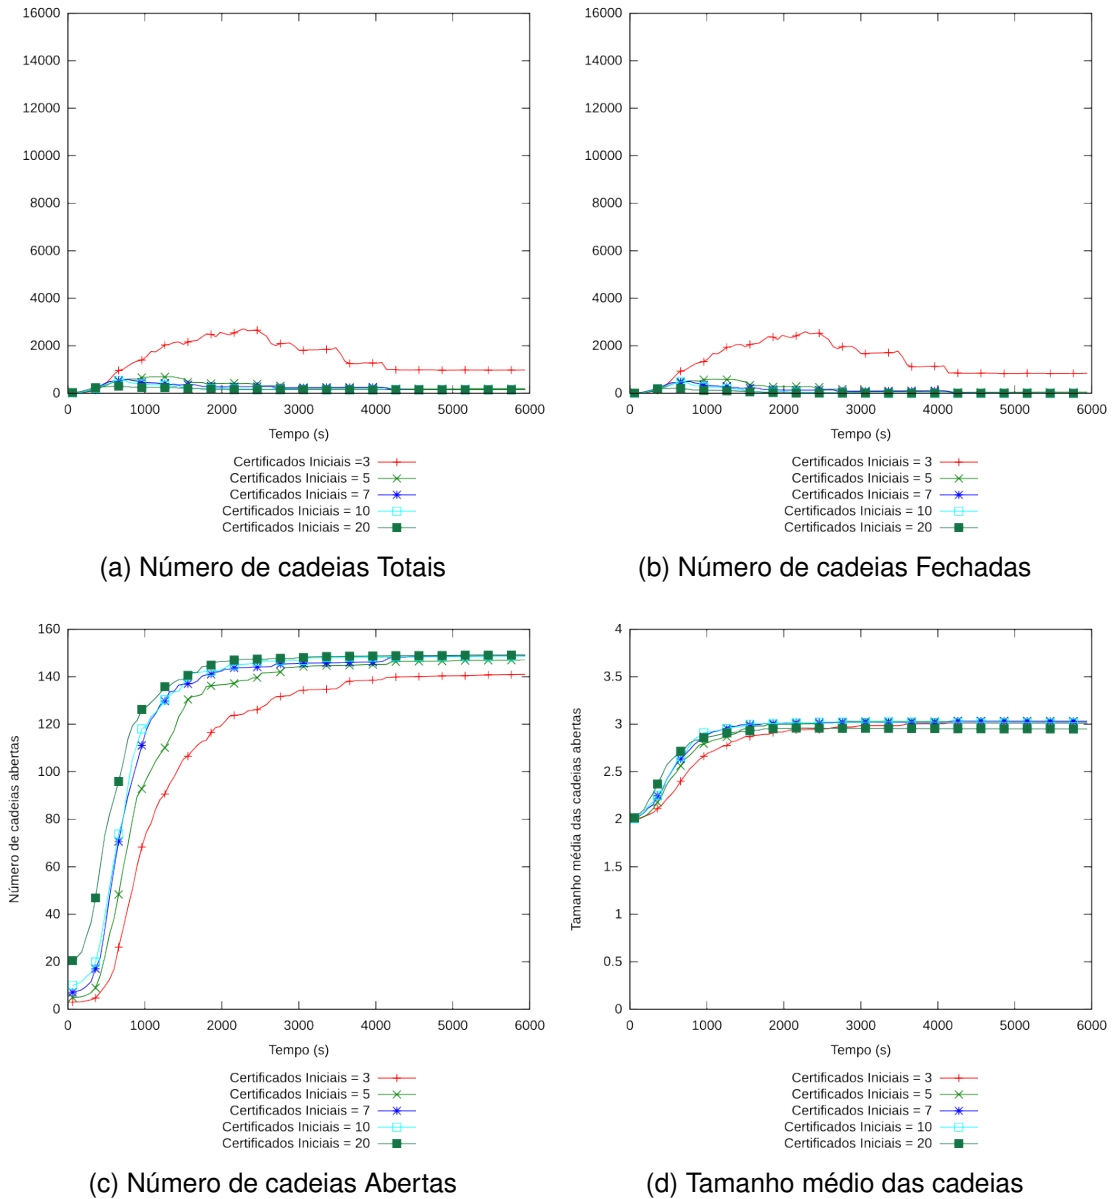 16000
14000
12000
10000
8000
6000
4000
2000
0
0 1000 2000 3000 4000 5000 6000
Tempo (s)
Certificados Iniciais =3
Certificados Iniciais = 5
Certificados Iniciais = 7
Certificados Iniciais = 10
Certificados Iniciais = 20
(a) Número de cadeias Totais
16000
14000
12000
10000
8000
6000
4000
2000
0
0 1000 2000 3000 4000 5000 6000
Tempo (s)
Certificados Iniciais = 3
Certificados Iniciais = 5
Certificados Iniciais = 7
Certificados Iniciais = 10
Certificados Iniciais = 20
(b) Número de cadeias Fechadas
Número de cadeias abertas
160
140
120
100
80
60
40
20
0
0 1000 2000 3000 4000 5000 6000
Tempo (s)
Certificados Iniciais = 3
Certificados Iniciais = 5
Certificados Iniciais = 7
Certificados Iniciais = 10
Certificados Iniciais = 20
(c) Número de cadeias Abertas
Tamanho média das cadeias abertas
4
3.5
3
2.5
2
1.5
1
0.5
0
0 1000 2000 3000 4000 5000 6000
Tempo (s)
Certificados Iniciais = 3
Certificados Iniciais = 5
Certificados Iniciais = 7
Certificados Iniciais = 10
Certificados Iniciais = 20
(d) Tamanho médio das cadeias